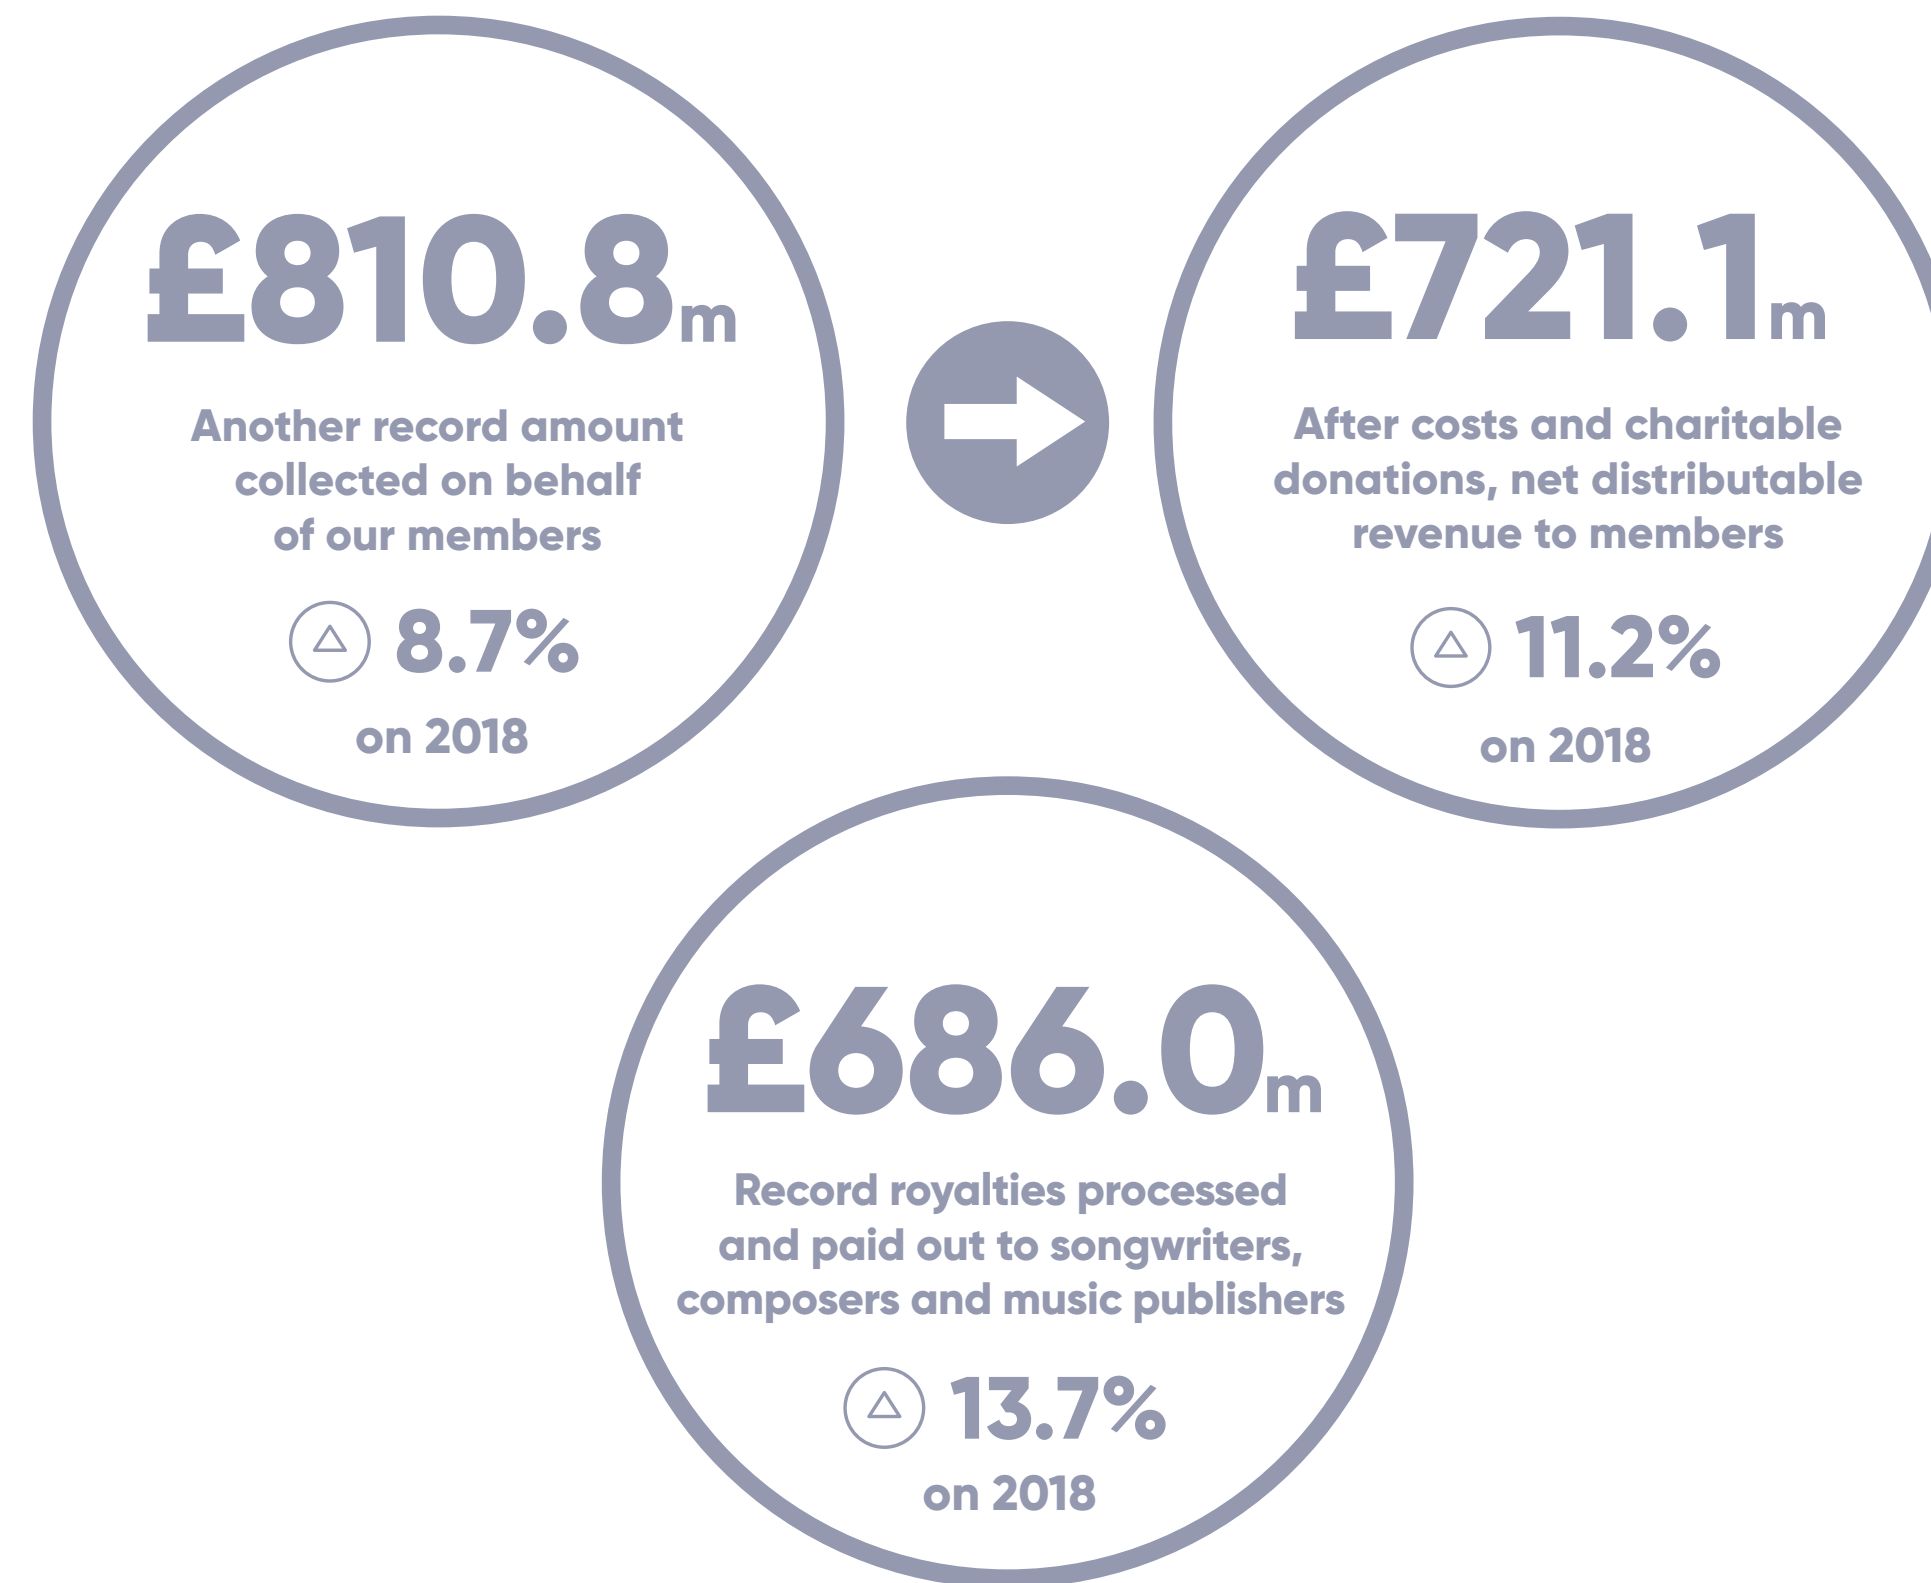 £810.8m
Another record amount
collected on behalf
of our members
8.7%
on 2018
£721.1m
After costs and charitable
donations, net distributable
revenue to members
11.2%
on 2018
£686.0m
Record royalties processed
and paid out to songwriters,
composers and music publishers
13.7%
on 2018